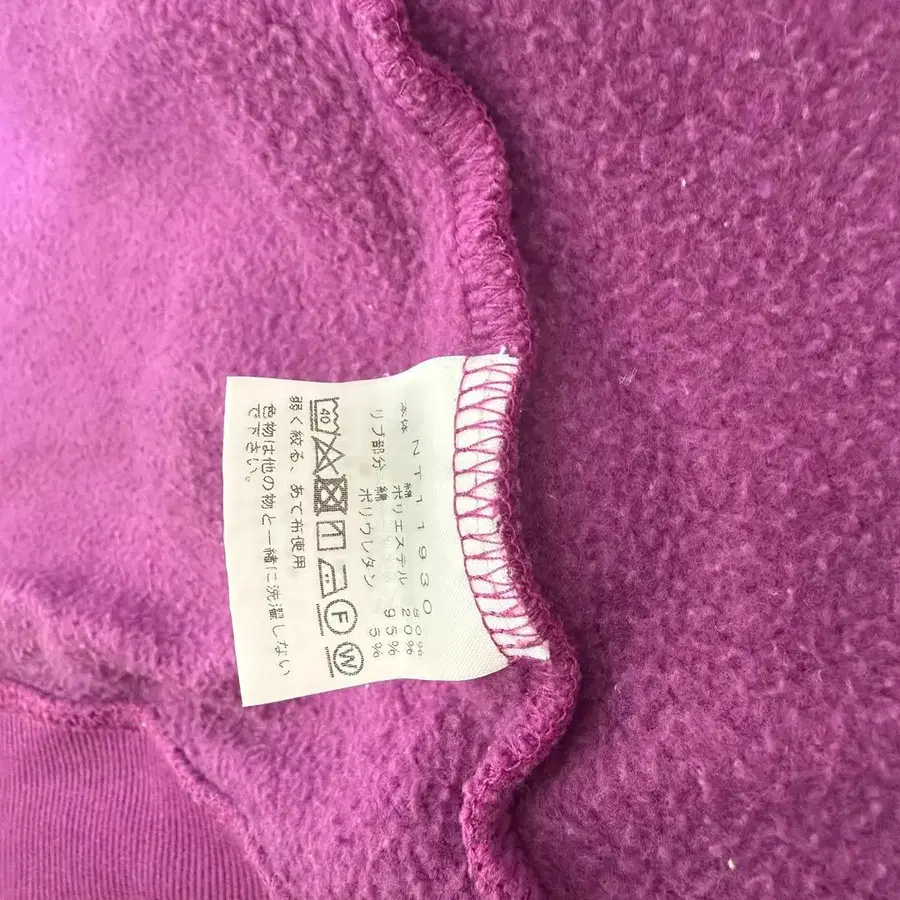 NT11930
本体 綿 80%
ポリエステル 20%
リブ部分 綿 95%
ポリウレタン 5%
40 F W
弱く絞る、あて布使用
色物は他の物と一緒に洗濯しない
で下さい。